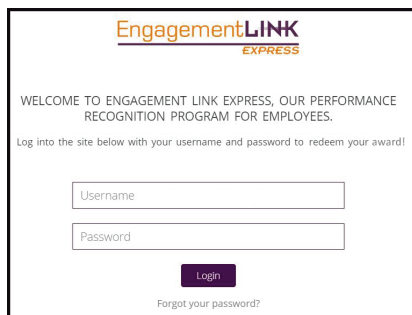 EngagementLINK
EXPRESS
WELCOME TO ENGAGEMENT LINK EXPRESS, OUR PERFORMANCE
RECOGNITION PROGRAM FOR EMPLOYEES.
Log into the site below with your username and password to redeem your award!
Username
Password
Login
Forgot your password?